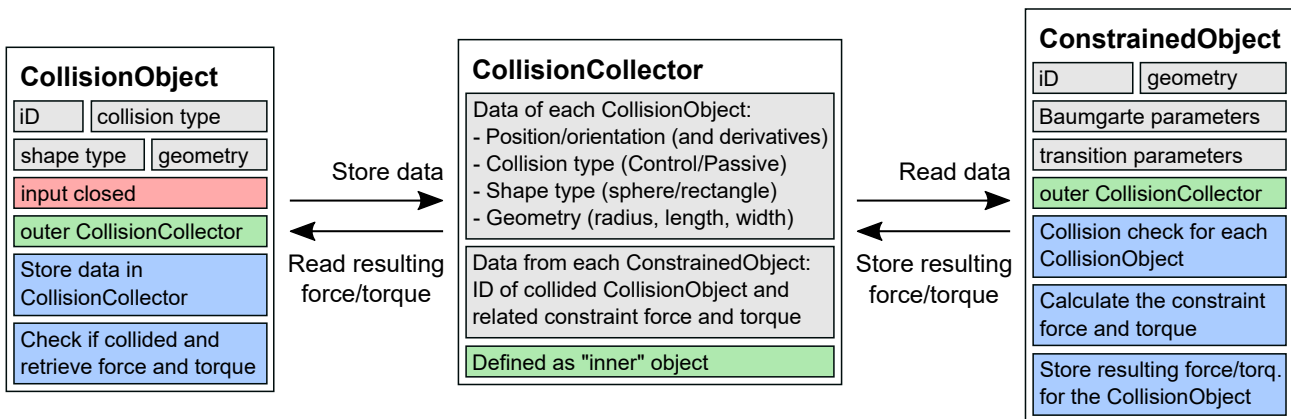 CollisionObject
iD
collision type
shape type
geometry
input closed
outer CollisionCollector
Store data in
CollisionCollector
Check if collided and
retrieve force and torque
Store data
Read resulting
force/torque
CollisionCollector
Data of each CollisionObject:
- Position/orientation (and derivatives)
- Collision type (Control/Passive)
- Shape type (sphere/rectangle)
- Geometry (radius, length, width)
Data from each ConstrainedObject:
ID of collided CollisionObject and
related constraint force and torque
Defined as "inner" object
Read data
Store resulting
force/torque
ConstrainedObject
iD
geometry
Baumgarte parameters
transition parameters
outer CollisionCollector
Collision check for each
CollisionObject
Calculate the constraint
force and torque
Store resulting force/torq.
for the CollisionObject